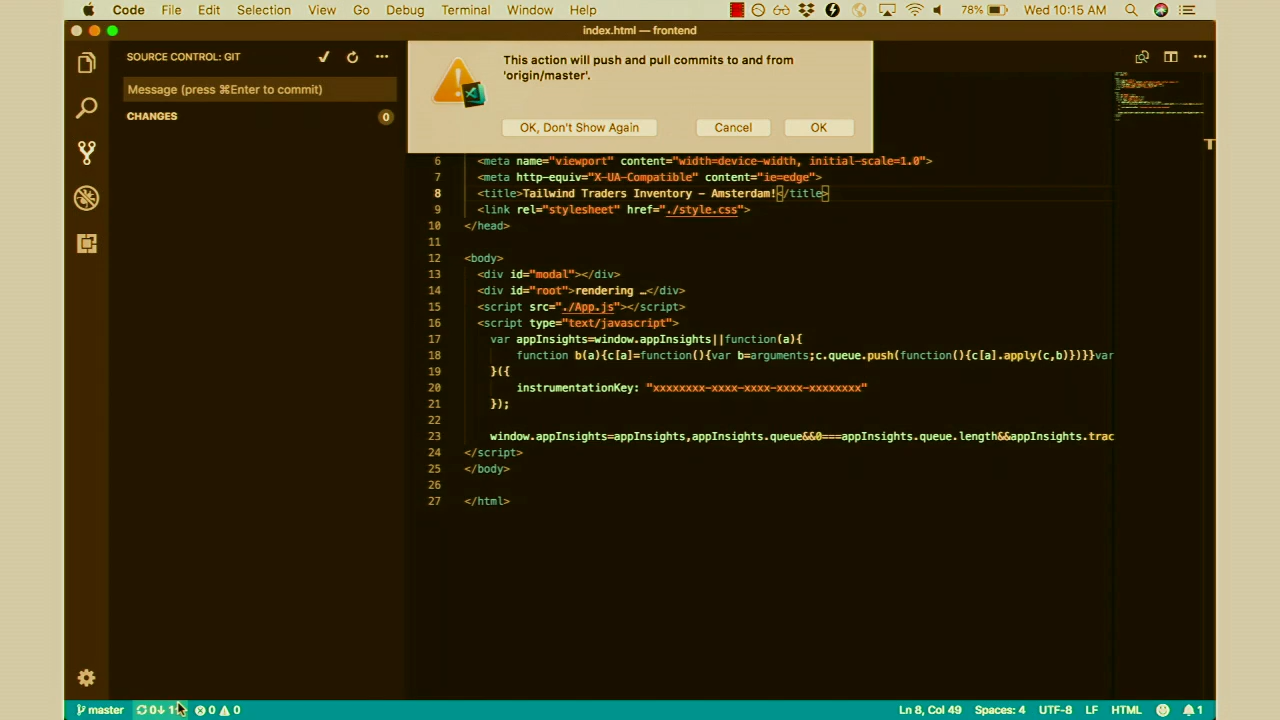 Code File Edit Selection View Go Debug Terminal Window Help 78% Wed 10:15 AM
index.html — frontend
SOURCE CONTROL: GIT
Message (press ⌘Enter to commit)
CHANGES 0
This action will push and pull commits to and from
'origin/master'.
OK, Don't Show Again Cancel OK
6 <meta name="viewport" content="width=device-width, initial-scale=1.0">
7 <meta http-equiv="X-UA-Compatible" content="ie=edge">
8 <title>Tailwind Traders Inventory – Amsterdam!</title>
9 <link rel="stylesheet" href="./style.css">
10 </head>
11
12 <body>
13 <div id="modal"></div>
14 <div id="root">rendering …</div>
15 <script src="./App.js"></script>
16 <script type="text/javascript">
17 var appInsights=window.appInsights||function(a){
18 function b(a){c[a]=function(){var b=arguments;c.queue.push(function(){c[a].apply(c,b)})}}var
19 }({
20 instrumentationKey: "xxxxxxxx-xxxx-xxxx-xxxx-xxxxxxxx"
21 });
22
23 window.appInsights=appInsights,appInsights.queue&&0===appInsights.queue.length&&appInsights.trac
24 </script>
25 </body>
26
27 </html>
master 0↓ 1 0 0 Ln 8, Col 49 Spaces: 4 UTF-8 LF HTML 1